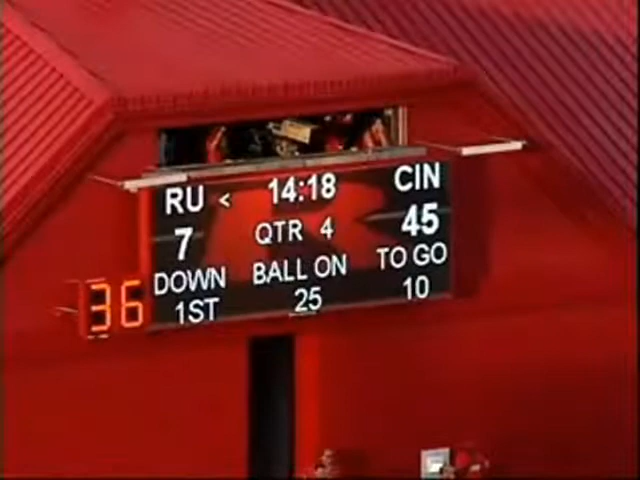 RU < 14:18 CIN
7 QTR 4 45
DOWN BALL ON TO GO
36 1ST 25 10